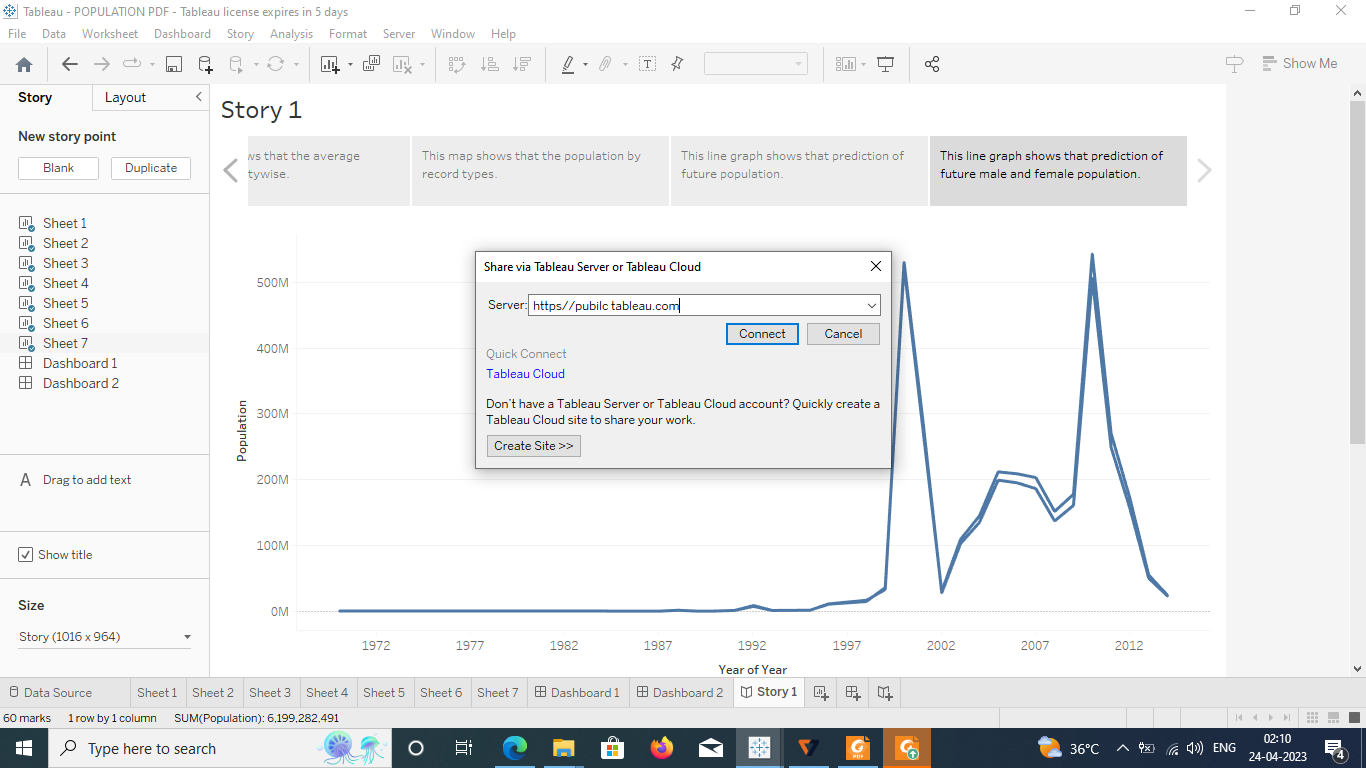 Tableau - POPULATION PDF - Tableau license expires in 5 days
File Data Worksheet Dashboard Story Analysis Format Server Window Help
Show Me
Story Layout
New story point
Blank Duplicate
Sheet 1
Sheet 2
Sheet 3
Sheet 4
Sheet 5
Sheet 6
Sheet 7
Dashboard 1
Dashboard 2
A Drag to add text
Show title
Size
Story (1016 x 964)
Story 1
ws that the average
tywise.
This map shows that the population by
record types.
This line graph shows that prediction of
future population.
This line graph shows that prediction of
future male and female population.
Share via Tableau Server or Tableau Cloud
Server: https//pubilc tableau.com
Connect Cancel
Quick Connect
Tableau Cloud
Don't have a Tableau Server or Tableau Cloud account? Quickly create a
Tableau Cloud site to share your work.
Create Site >>
Population
500M
400M
300M
200M
100M
0M
1972 1977 1982 1987 1992 1997 2002 2007 2012
Year of Year
Data Source Sheet 1 Sheet 2 Sheet 3 Sheet 4 Sheet 5 Sheet 6 Sheet 7 Dashboard 1 Dashboard 2 Story 1
60 marks 1 row by 1 column SUM(Population): 6,199,282,491
Type here to search
36°C ENG
02:10
24-04-2023
4
PDF